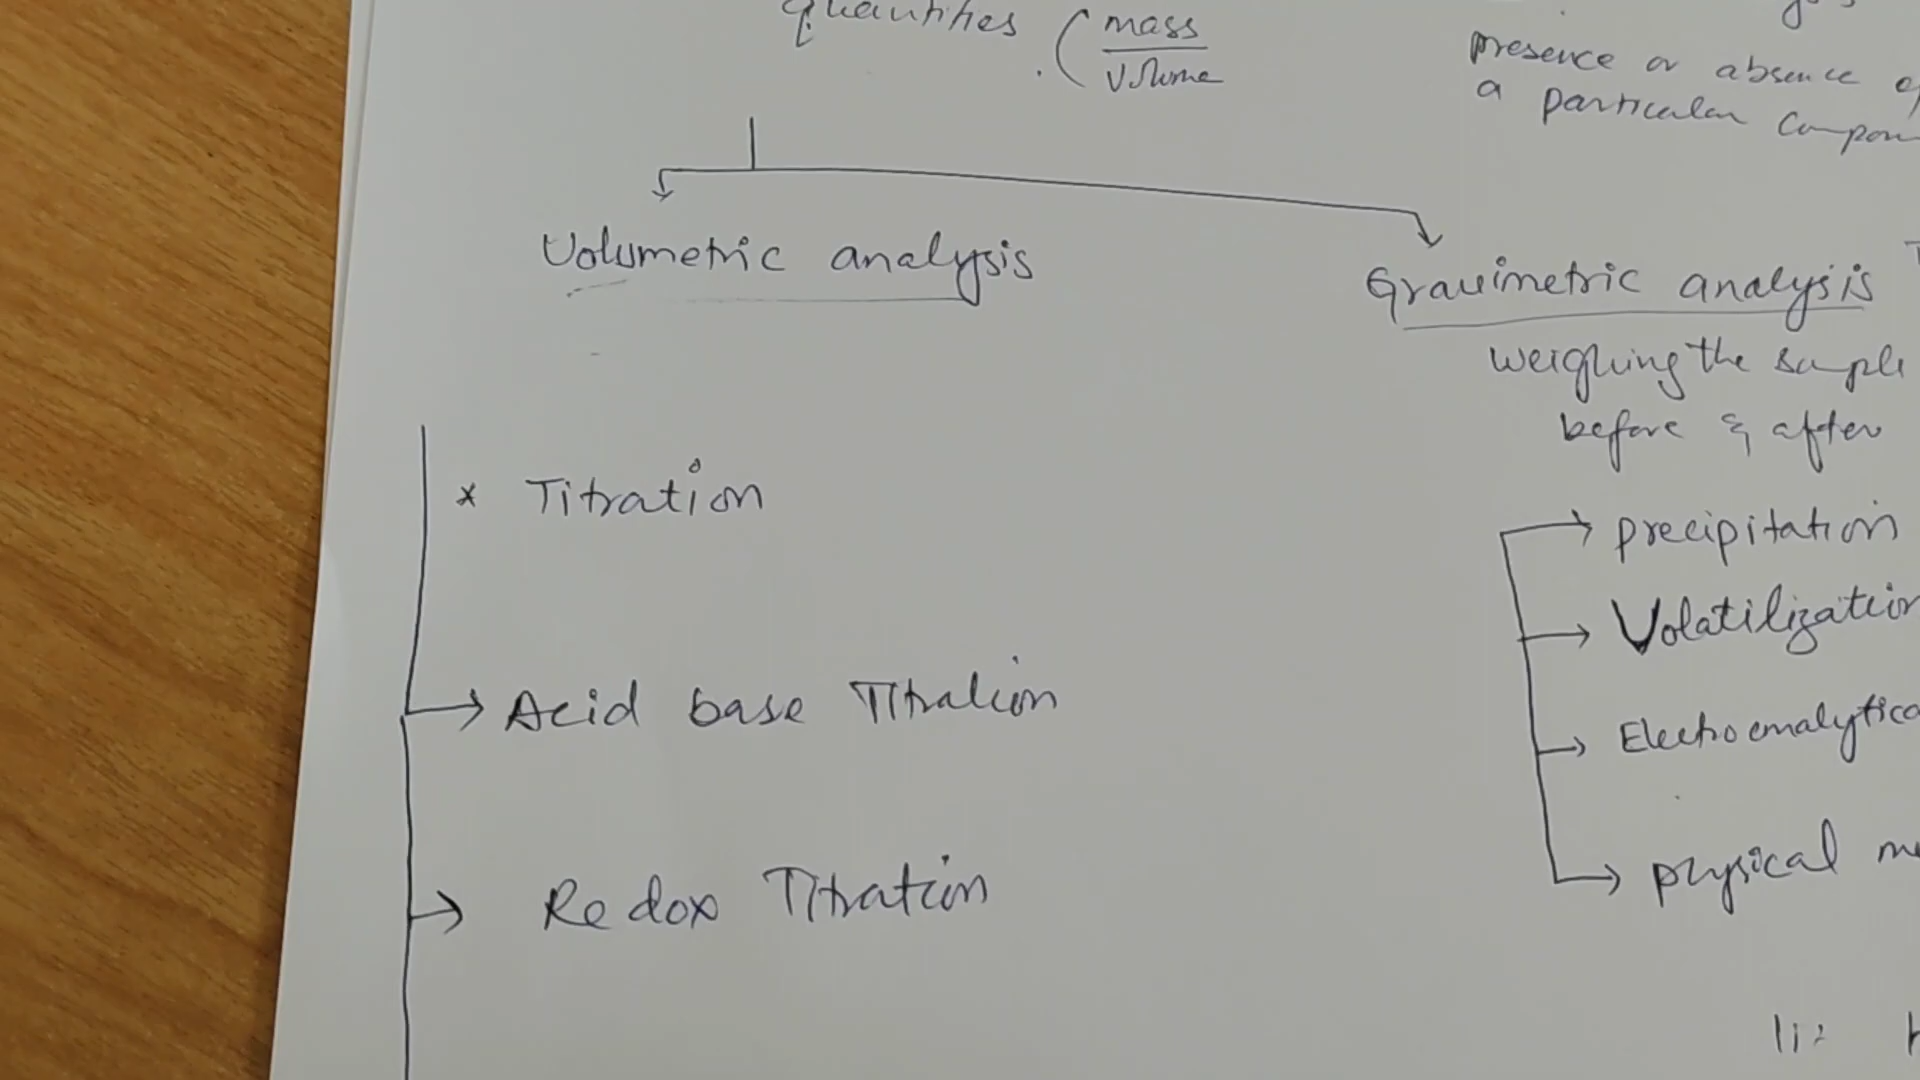 quantities (mass
volume
presence or absence of
a particular
Volumetric analysis
Gravimetric analysis
weighing the sample
before & after
* Titration
precipitation
Volatilization
Acid base Titration
Electroanalytica
physical
Redox Titration